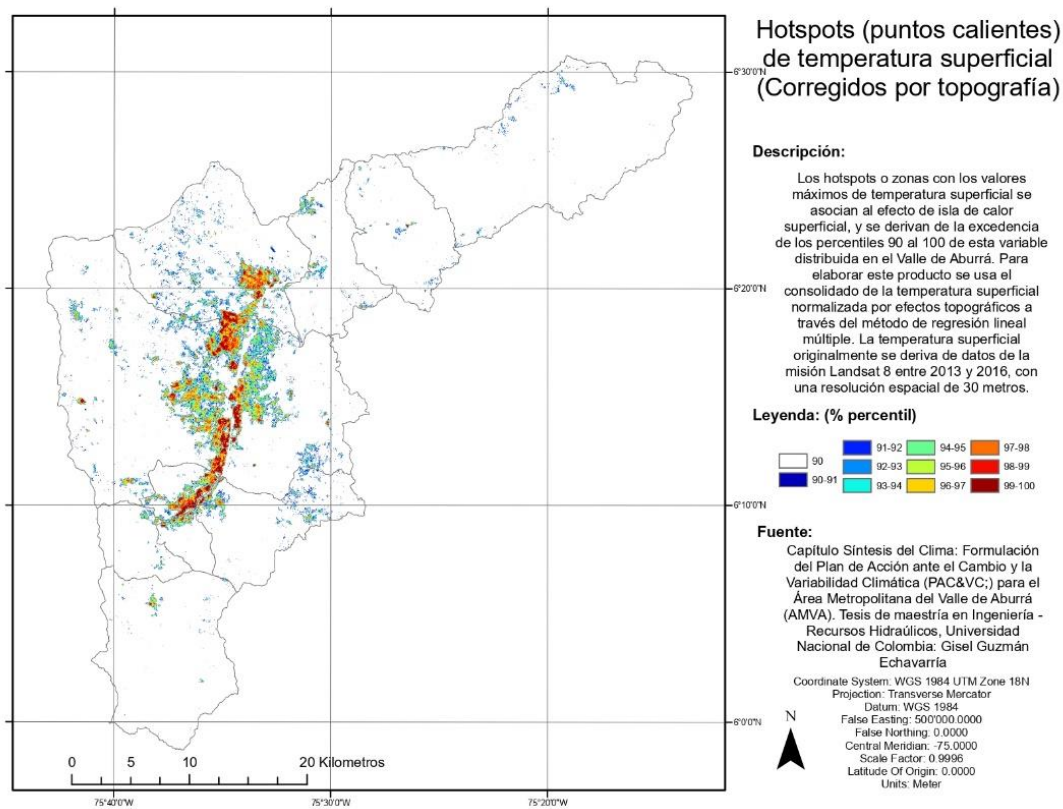 Hotspots (puntos calientes)
de temperatura superficial
(Corregidos por topografía)
Descripción:
Los hotspots o zonas con los valores
máximos de temperatura superficial se
asocian al efecto de isla de calor
superficial, y se derivan de la excedencia
de los percentiles 90 al 100 de esta variable
distribuida en el Valle de Aburrá. Para
elaborar este producto se usa el
consolidado de la temperatura superficial
normalizada por efectos topográficos a
través del método de regresión lineal
múltiple. La temperatura superficial
originalmente se deriva de datos de la
misión Landsat 8 entre 2013 y 2016, con
una resolución espacial de 30 metros.
Leyenda: (% percentil)
90
90-91
91-92
92-93
93-94
94-95
95-96
96-97
97-98
98-99
99-100
Fuente:
Capítulo Síntesis del Clima: Formulación
del Plan de Acción ante el Cambio y la
Variabilidad Climática (PAC&VC;) para el
Área Metropolitana del Valle de Aburrá
(AMVA). Tesis de maestría en Ingeniería -
Recursos Hidraúlicos, Universidad
Nacional de Colombia: Gisel Guzmán
Echavarría
Coordinate System: WGS 1984 UTM Zone 18N
Projection: Transverse Mercator
Datum: WGS 1984
False Easting: 500'000.0000
False Northing: 0.0000
Central Meridian: -75.0000
Scale Factor: 0.9996
Latitude Of Origin: 0.0000
Units: Meter
N
6°30'0"N
6°20'0"N
6°10'0"N
6°0'0"N
0 5 10 20 Kilometros
75°40'0"W 75°30'0"W 75°20'0"W